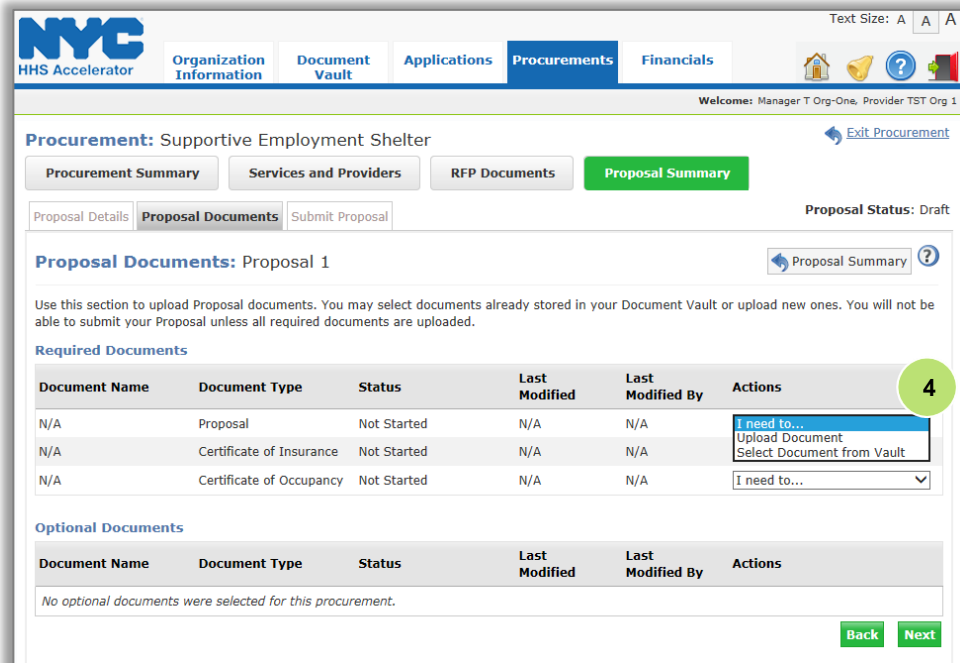 Text Size: A A A
NYC
HHS Accelerator
Organization Information
Document Vault
Applications
Procurements
Financials
?
Welcome: Manager T Org-One, Provider TST Org 1
Procurement: Supportive Employment Shelter
Exit Procurement
Procurement Summary
Services and Providers
RFP Documents
Proposal Summary
Proposal Details
Proposal Documents
Submit Proposal
Proposal Status: Draft
Proposal Documents: Proposal 1
Proposal Summary
?
Use this section to upload Proposal documents. You may select documents already stored in your Document Vault or upload new ones. You will not be
able to submit your Proposal unless all required documents are uploaded.
Required Documents
Document Name Document Type Status Last Modified Last Modified By Actions
4
N/A Proposal Not Started N/A N/A I need to...
Upload Document
Select Document from Vault
N/A Certificate of Insurance Not Started N/A N/A
N/A Certificate of Occupancy Not Started N/A N/A I need to...
Optional Documents
Document Name Document Type Status Last Modified Last Modified By Actions
No optional documents were selected for this procurement.
Back Next